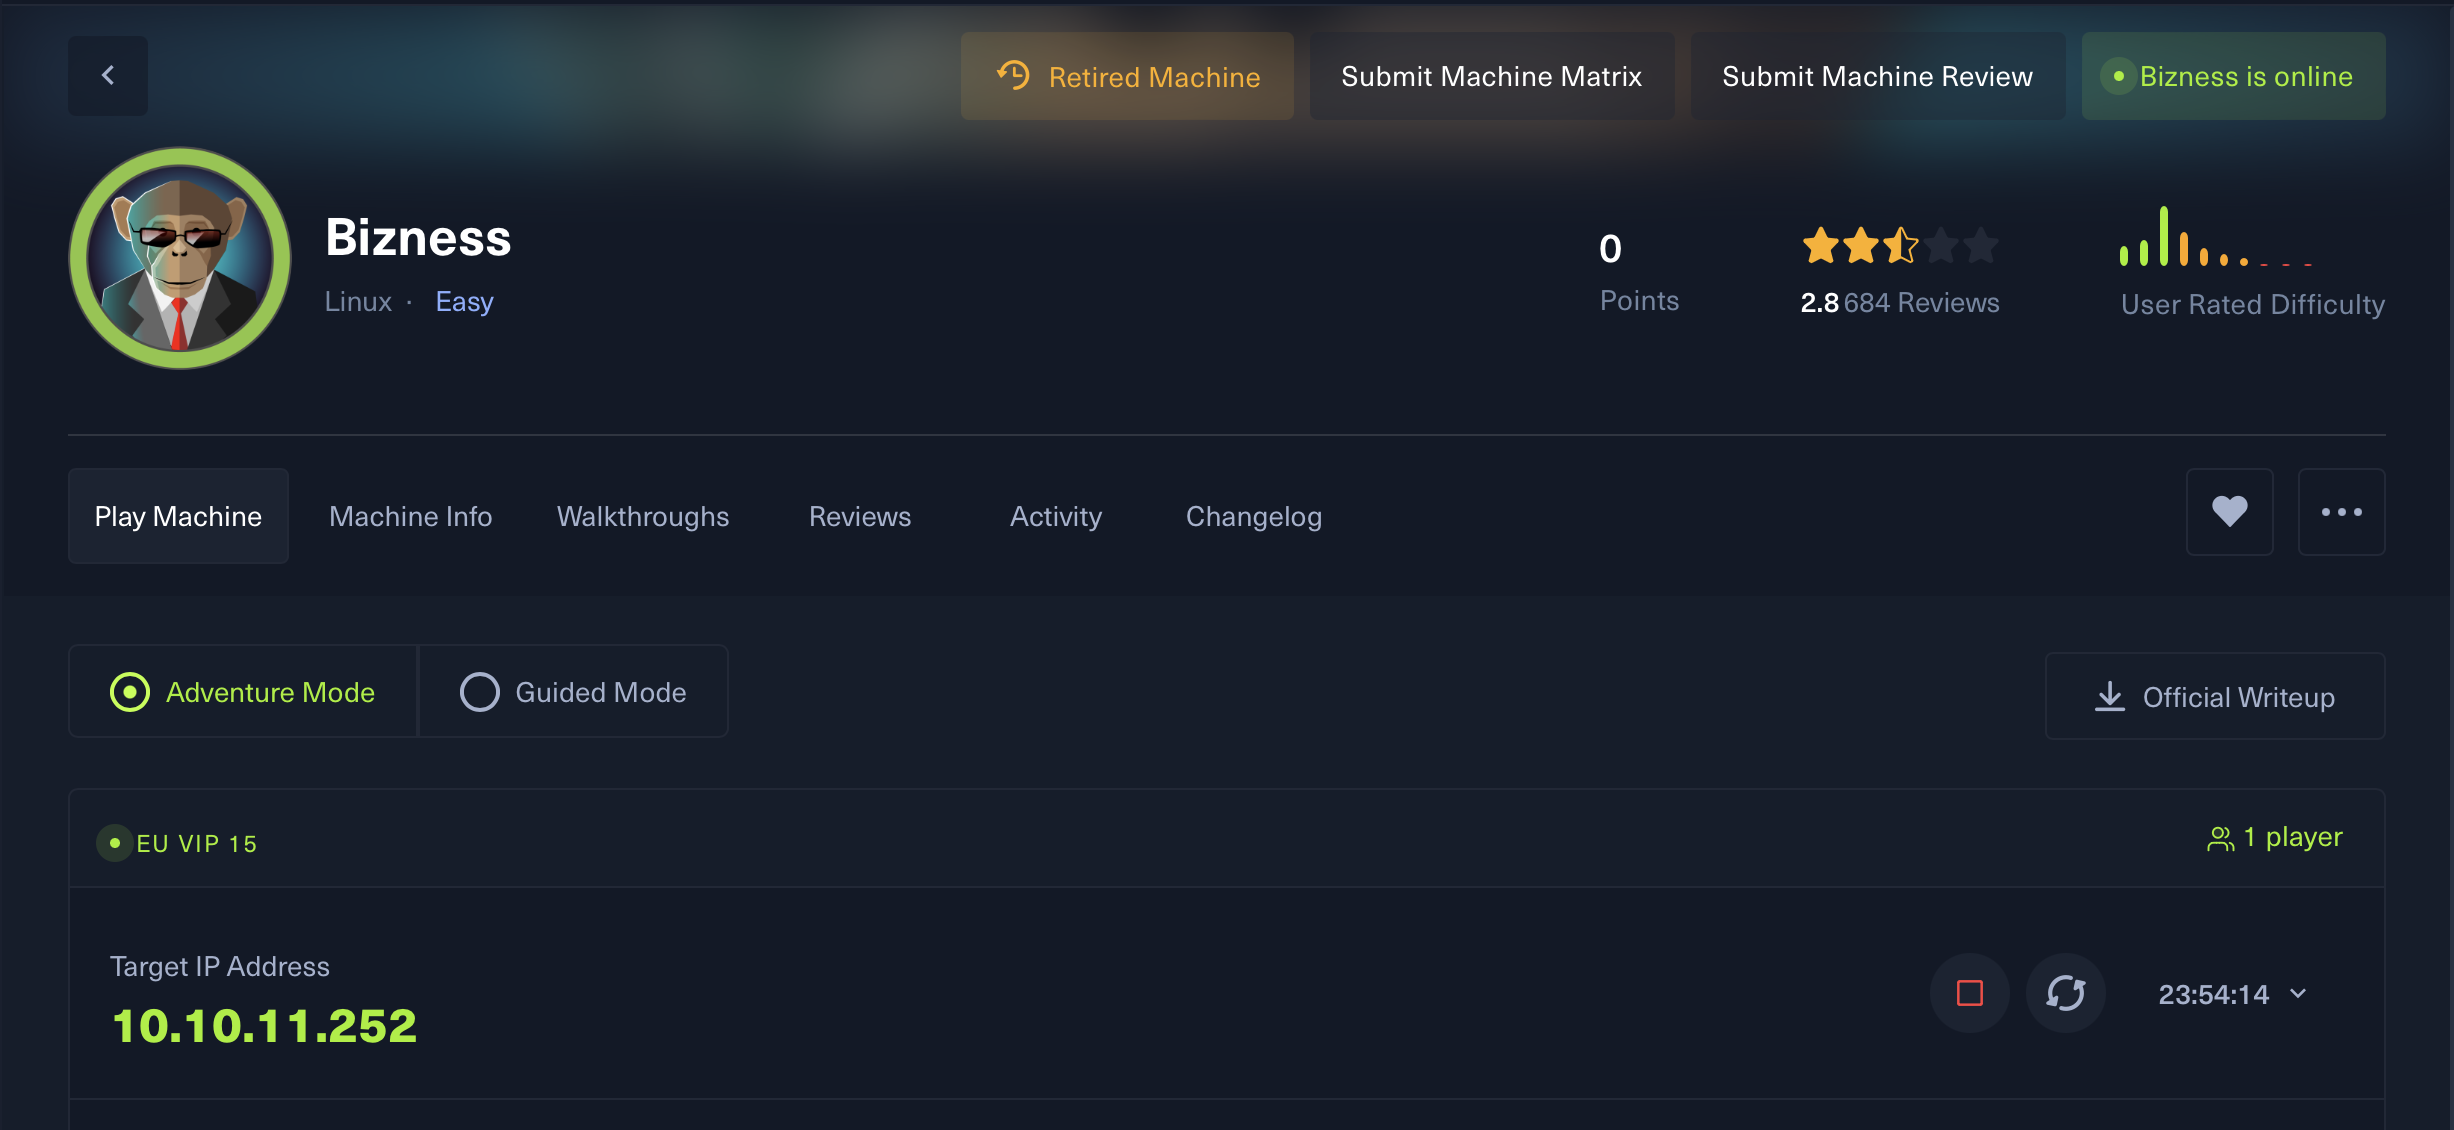 Retired Machine
Submit Machine Matrix
Submit Machine Review
Bizness is online
Bizness
Linux · Easy
0
Points
2.8 684 Reviews
User Rated Difficulty
Play Machine
Machine Info
Walkthroughs
Reviews
Activity
Changelog
Adventure Mode
Guided Mode
Official Writeup
EU VIP 15
1 player
Target IP Address
10.10.11.252
23:54:14